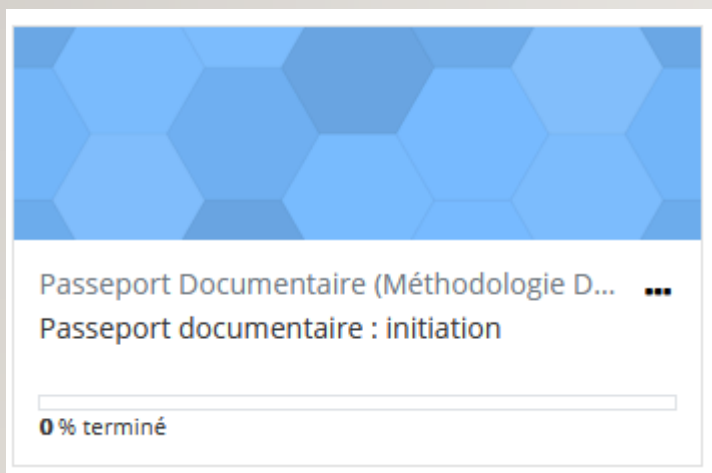 Passeport Documentaire (Méthodologie D... ...
Passeport documentaire : initiation
0 % terminé